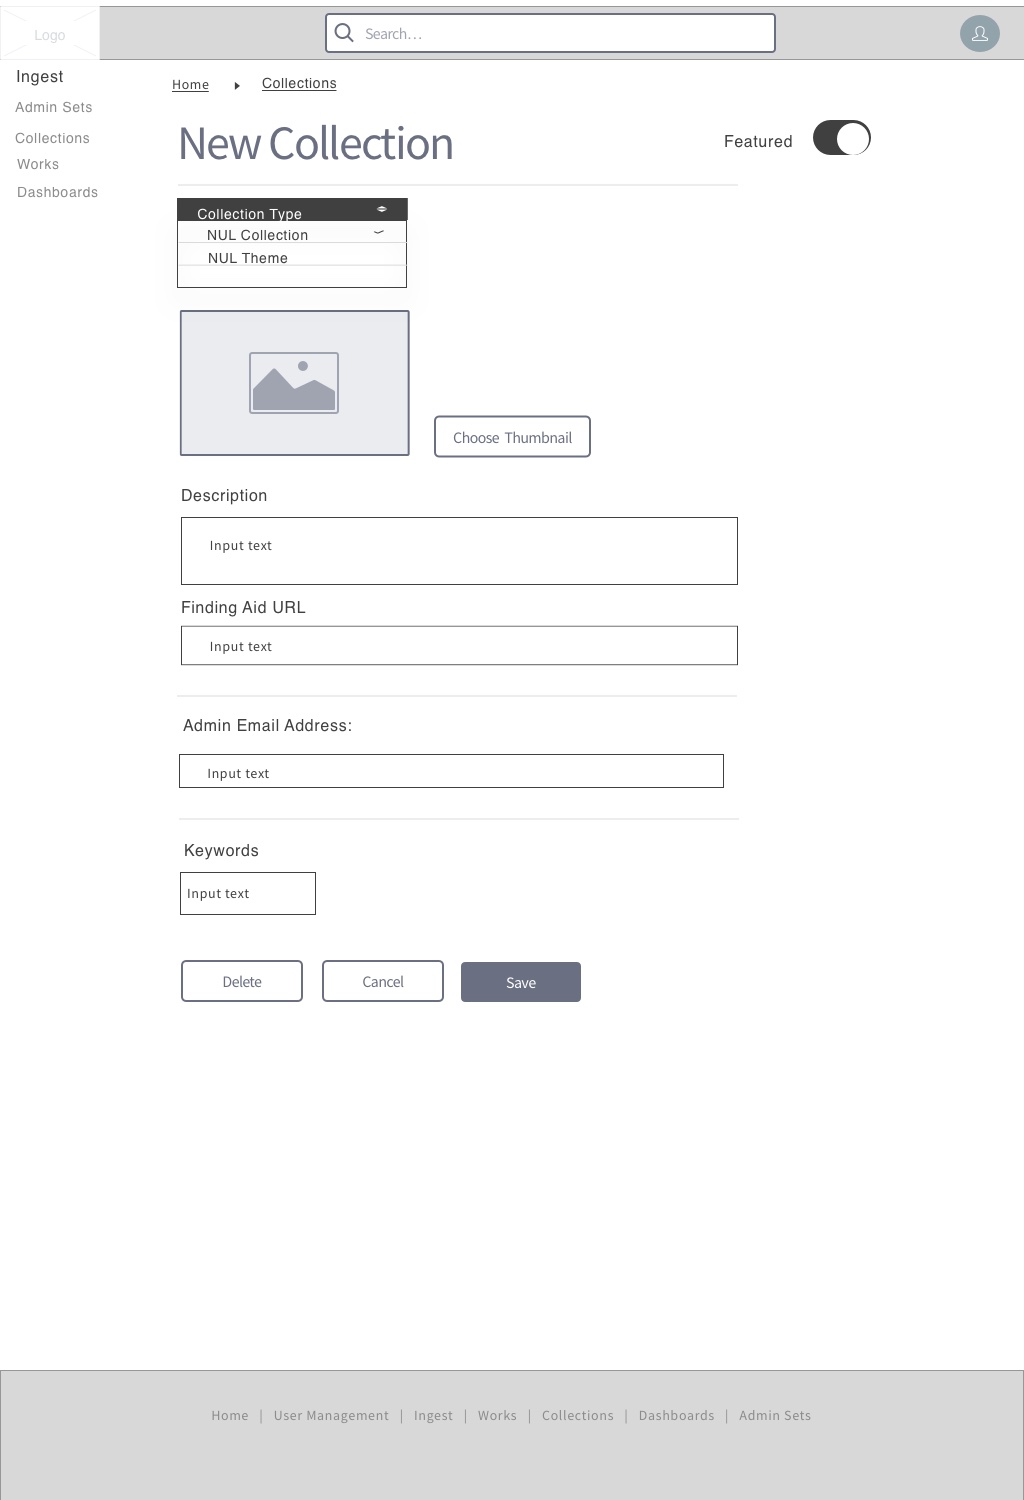 Logo
Search...
Ingest
Admin Sets
Collections
Works
Dashboards
Home
Collections
New Collection
Featured
Collection Type
NUL Collection
NUL Theme
Choose Thumbnail
Description
Input text
Finding Aid URL
Input text
Admin Email Address:
Input text
Keywords
Input text
Delete
Cancel
Save
Home | User Management | Ingest | Works | Collections | Dashboards | Admin Sets